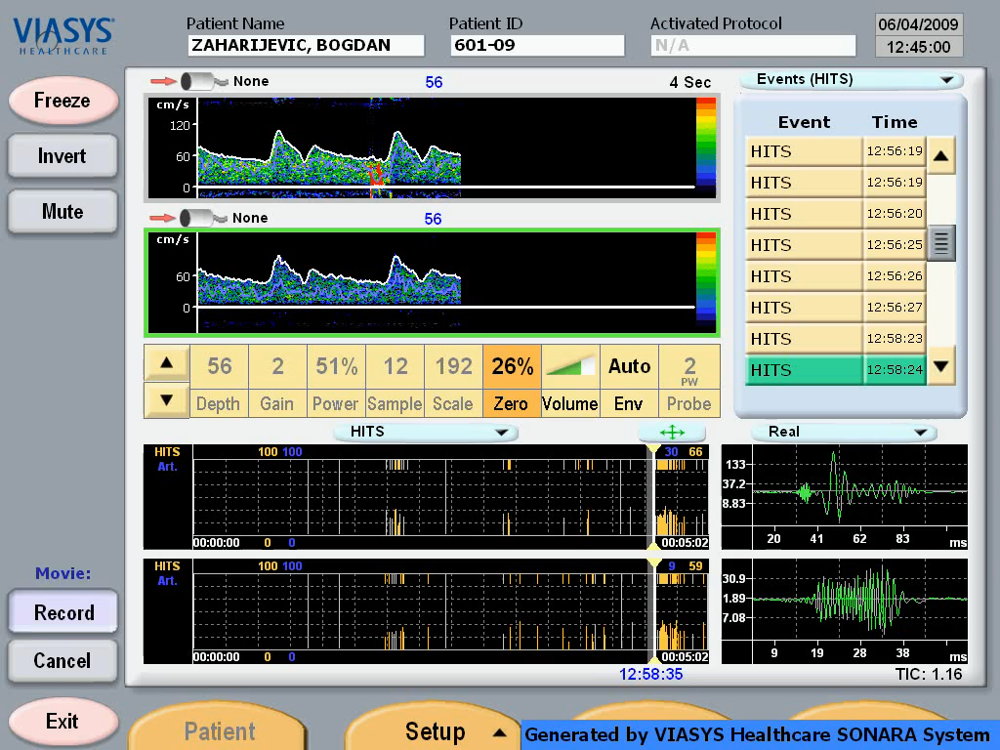 VIASYS
HEALTHCARE
Patient Name
ZAHARIJEVIC, BOGDAN
Patient ID
601-09
Activated Protocol
N/A
06/04/2009
12:45:00
Freeze
Invert
Mute
None 56 4 Sec
cm/s
120
60
0
None 56
cm/s
60
0
56 2 51% 12 192 26% Auto 2
PW
Depth Gain Power Sample Scale Zero Volume Env Probe
Events (HITS)
Event Time
HITS 12:56:19
HITS 12:56:19
HITS 12:56:20
HITS 12:56:25
HITS 12:56:26
HITS 12:56:27
HITS 12:58:23
HITS 12:58:24
HITS
Real
HITS 100 100 30 66
Art.
00:00:00 0 0 00:05:02
133
37.2
8.83
20 41 62 83 ms
HITS 100 100 9 59
Art.
00:00:00 0 0 00:05:02
30.9
1.89
7.08
9 19 28 38 ms
12:58:35
TIC: 1.16
Movie:
Record
Cancel
Exit
Patient
Setup
Generated by VIASYS Healthcare SONARA System